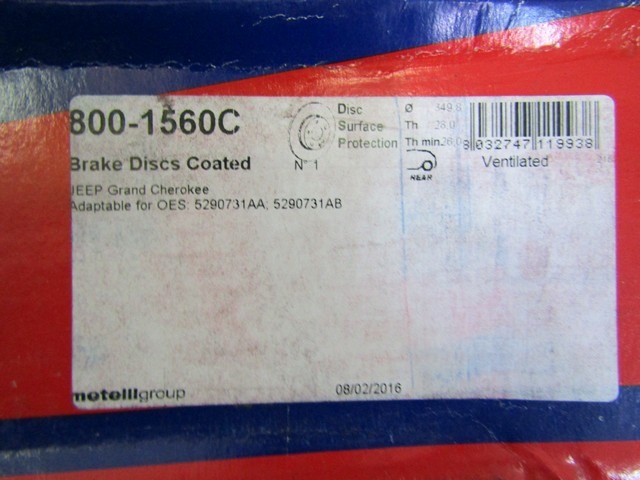 800-1560C
Disc Ø 349,8
Surface Th 28,0
Protection Th min.26,0
8 032747 119938
Brake Discs Coated
N° 1
REAR
Ventilated
JEEP Grand Cherokee
Adaptable for OES: 5290731AA; 5290731AB
metelligroup
08/02/2016